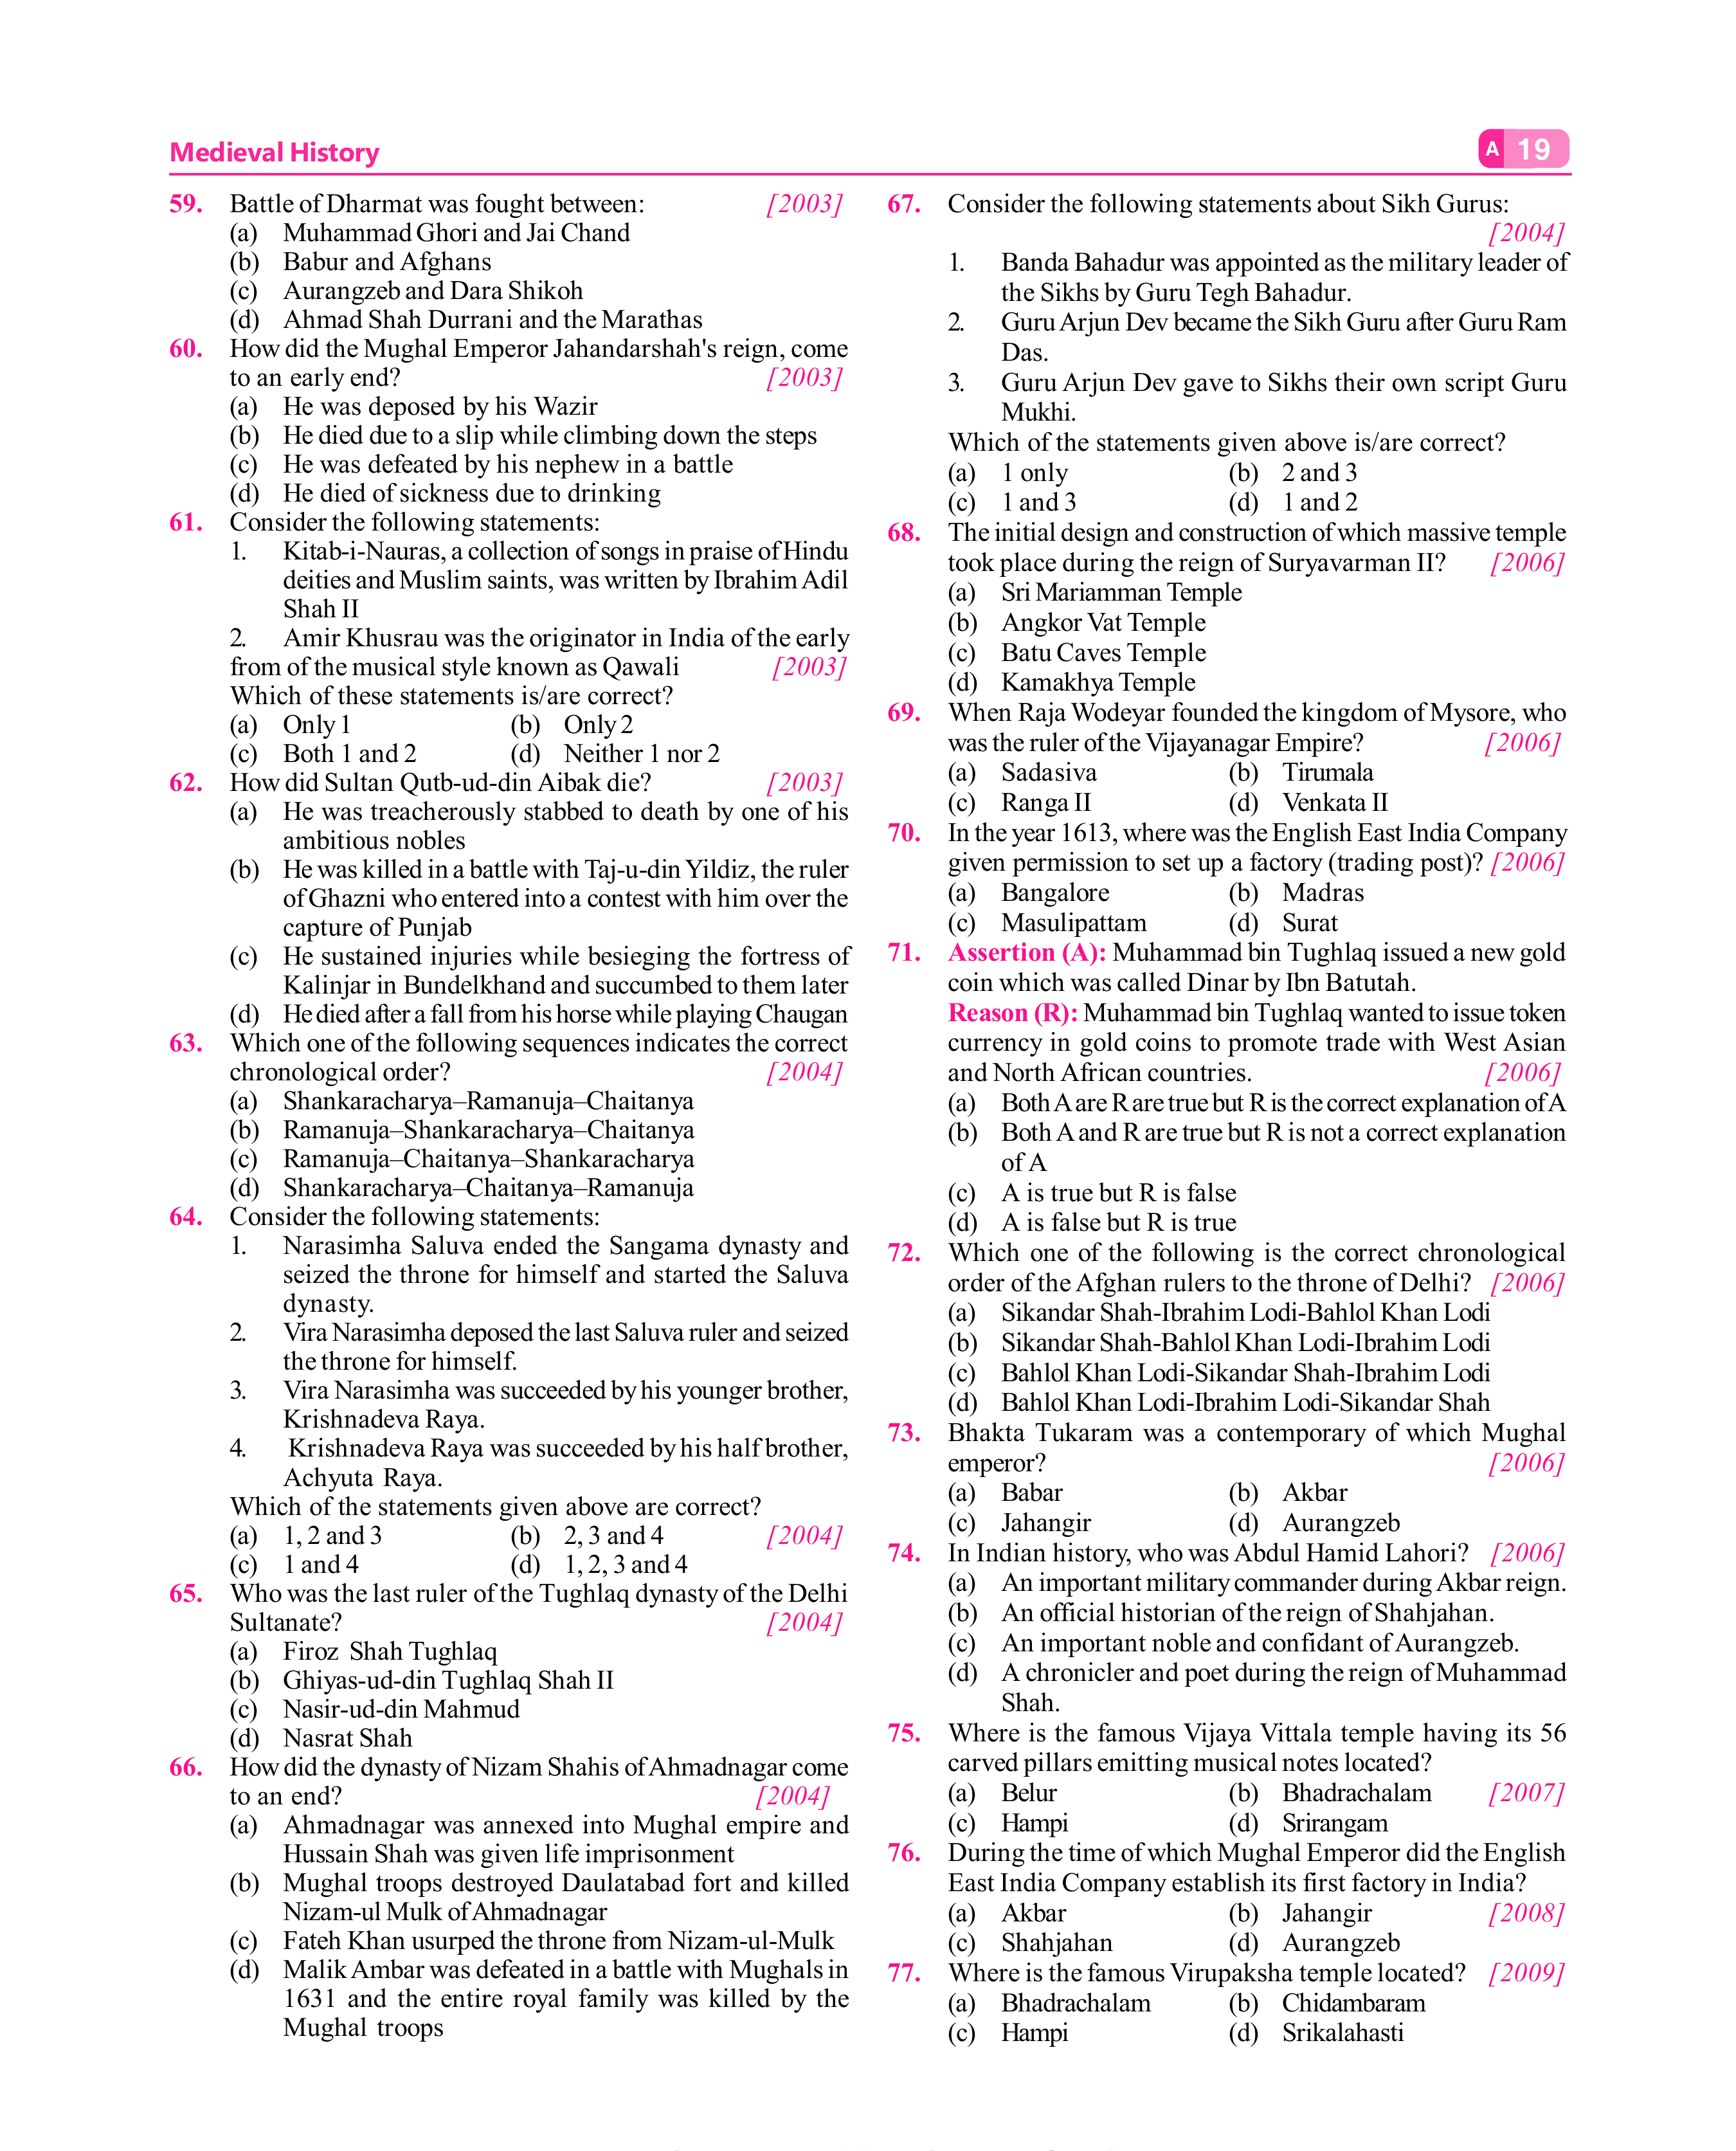 Medieval History
A 19
59. Battle of Dharmat was fought between: [2003]
(a) Muhammad Ghori and Jai Chand
(b) Babur and Afghans
(c) Aurangzeb and Dara Shikoh
(d) Ahmad Shah Durrani and the Marathas
60. How did the Mughal Emperor Jahandarshah's reign, come
to an early end? [2003]
(a) He was deposed by his Wazir
(b) He died due to a slip while climbing down the steps
(c) He was defeated by his nephew in a battle
(d) He died of sickness due to drinking
61. Consider the following statements:
1. Kitab-i-Nauras, a collection of songs in praise of Hindu
deities and Muslim saints, was written by Ibrahim Adil
Shah II
2. Amir Khusrau was the originator in India of the early
from of the musical style known as Qawali [2003]
Which of these statements is/are correct?
(a) Only 1 (b) Only 2
(c) Both 1 and 2 (d) Neither 1 nor 2
62. How did Sultan Qutb-ud-din Aibak die? [2003]
(a) He was treacherously stabbed to death by one of his
ambitious nobles
(b) He was killed in a battle with Taj-u-din Yildiz, the ruler
of Ghazni who entered into a contest with him over the
capture of Punjab
(c) He sustained injuries while besieging the fortress of
Kalinjar in Bundelkhand and succumbed to them later
(d) He died after a fall from his horse while playing Chaugan
63. Which one of the following sequences indicates the correct
chronological order? [2004]
(a) Shankaracharya–Ramanuja–Chaitanya
(b) Ramanuja–Shankaracharya–Chaitanya
(c) Ramanuja–Chaitanya–Shankaracharya
(d) Shankaracharya–Chaitanya–Ramanuja
64. Consider the following statements:
1. Narasimha Saluva ended the Sangama dynasty and
seized the throne for himself and started the Saluva
dynasty.
2. Vira Narasimha deposed the last Saluva ruler and seized
the throne for himself.
3. Vira Narasimha was succeeded by his younger brother,
Krishnadeva Raya.
4. Krishnadeva Raya was succeeded by his half brother,
Achyuta Raya.
Which of the statements given above are correct?
(a) 1, 2 and 3 (b) 2, 3 and 4 [2004]
(c) 1 and 4 (d) 1, 2, 3 and 4
65. Who was the last ruler of the Tughlaq dynasty of the Delhi
Sultanate? [2004]
(a) Firoz Shah Tughlaq
(b) Ghiyas-ud-din Tughlaq Shah II
(c) Nasir-ud-din Mahmud
(d) Nasrat Shah
66. How did the dynasty of Nizam Shahis of Ahmadnagar come
to an end? [2004]
(a) Ahmadnagar was annexed into Mughal empire and
Hussain Shah was given life imprisonment
(b) Mughal troops destroyed Daulatabad fort and killed
Nizam-ul Mulk of Ahmadnagar
(c) Fateh Khan usurped the throne from Nizam-ul-Mulk
(d) Malik Ambar was defeated in a battle with Mughals in
1631 and the entire royal family was killed by the
Mughal troops
67. Consider the following statements about Sikh Gurus:
[2004]
1. Banda Bahadur was appointed as the military leader of
the Sikhs by Guru Tegh Bahadur.
2. Guru Arjun Dev became the Sikh Guru after Guru Ram
Das.
3. Guru Arjun Dev gave to Sikhs their own script Guru
Mukhi.
Which of the statements given above is/are correct?
(a) 1 only (b) 2 and 3
(c) 1 and 3 (d) 1 and 2
68. The initial design and construction of which massive temple
took place during the reign of Suryavarman II? [2006]
(a) Sri Mariamman Temple
(b) Angkor Vat Temple
(c) Batu Caves Temple
(d) Kamakhya Temple
69. When Raja Wodeyar founded the kingdom of Mysore, who
was the ruler of the Vijayanagar Empire? [2006]
(a) Sadasiva (b) Tirumala
(c) Ranga II (d) Venkata II
70. In the year 1613, where was the English East India Company
given permission to set up a factory (trading post)? [2006]
(a) Bangalore (b) Madras
(c) Masulipattam (d) Surat
71. Assertion (A): Muhammad bin Tughlaq issued a new gold
coin which was called Dinar by Ibn Batutah.
Reason (R): Muhammad bin Tughlaq wanted to issue token
currency in gold coins to promote trade with West Asian
and North African countries. [2006]
(a) Both A are R are true but R is the correct explanation of A
(b) Both A and R are true but R is not a correct explanation
of A
(c) A is true but R is false
(d) A is false but R is true
72. Which one of the following is the correct chronological
order of the Afghan rulers to the throne of Delhi? [2006]
(a) Sikandar Shah-Ibrahim Lodi-Bahlol Khan Lodi
(b) Sikandar Shah-Bahlol Khan Lodi-Ibrahim Lodi
(c) Bahlol Khan Lodi-Sikandar Shah-Ibrahim Lodi
(d) Bahlol Khan Lodi-Ibrahim Lodi-Sikandar Shah
73. Bhakta Tukaram was a contemporary of which Mughal
emperor? [2006]
(a) Babar (b) Akbar
(c) Jahangir (d) Aurangzeb
74. In Indian history, who was Abdul Hamid Lahori? [2006]
(a) An important military commander during Akbar reign.
(b) An official historian of the reign of Shahjahan.
(c) An important noble and confidant of Aurangzeb.
(d) A chronicler and poet during the reign of Muhammad
Shah.
75. Where is the famous Vijaya Vittala temple having its 56
carved pillars emitting musical notes located?
(a) Belur (b) Bhadrachalam [2007]
(c) Hampi (d) Srirangam
76. During the time of which Mughal Emperor did the English
East India Company establish its first factory in India?
(a) Akbar (b) Jahangir [2008]
(c) Shahjahan (d) Aurangzeb
77. Where is the famous Virupaksha temple located? [2009]
(a) Bhadrachalam (b) Chidambaram
(c) Hampi (d) Srikalahasti